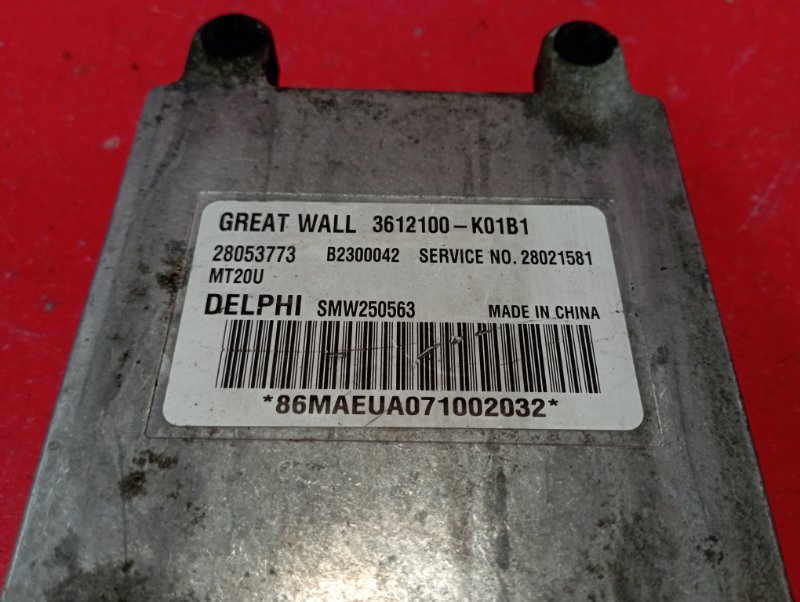 GREAT WALL 3612100-K01B1
28053773 B2300042 SERVICE NO. 28021581
MT20U
DELPHI SMW250563 MADE IN CHINA
*86MAEUA071002032*